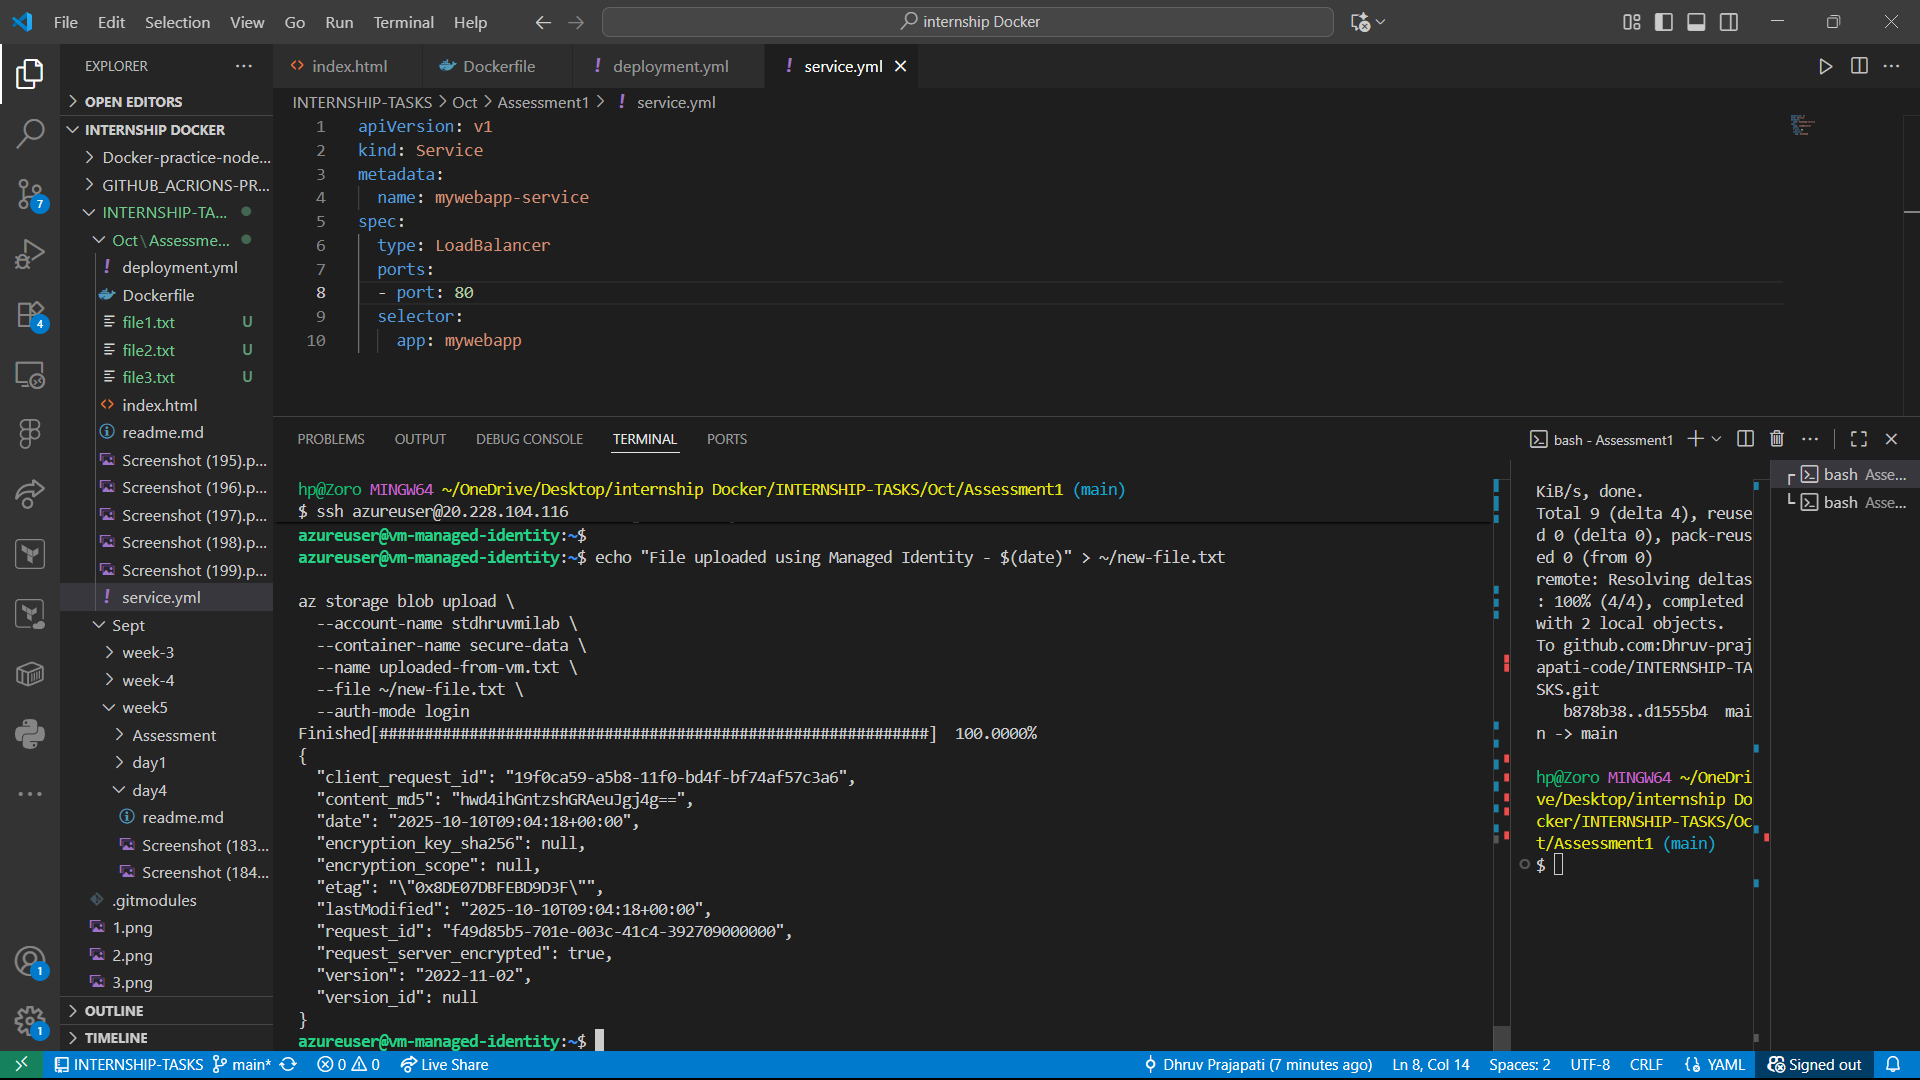 File Edit Selection View Go Run Terminal Help
internship Docker
EXPLORER
OPEN EDITORS
INTERNSHIP DOCKER
Docker-practice-node...
GITHUB_ACRIONS-PR...
INTERNSHIP-TA...
Oct\Assessme...
deployment.yml
Dockerfile
file1.txt U
file2.txt U
file3.txt U
index.html
readme.md
Screenshot (195).p...
Screenshot (196).p...
Screenshot (197).p...
Screenshot (198).p...
Screenshot (199).p...
service.yml
Sept
week-3
week-4
week5
Assessment
day1
day4
readme.md
Screenshot (183...
Screenshot (184...
.gitmodules
1.png
2.png
3.png
OUTLINE
TIMELINE
7
4
1
1
index.html Dockerfile deployment.yml service.yml
INTERNSHIP-TASKS > Oct > Assessment1 > ! service.yml
1 apiVersion: v1
2 kind: Service
3 metadata:
4 name: mywebapp-service
5 spec:
6 type: LoadBalancer
7 ports:
8 - port: 80
9 selector:
10 app: mywebapp
PROBLEMS OUTPUT DEBUG CONSOLE TERMINAL PORTS
bash - Assessment1
hp@Zoro MINGW64 ~/OneDrive/Desktop/internship Docker/INTERNSHIP-TASKS/Oct/Assessment1 (main)
$ ssh azureuser@20.228.104.116
azureuser@vm-managed-identity:~$
azureuser@vm-managed-identity:~$ echo "File uploaded using Managed Identity - $(date)" > ~/new-file.txt
az storage blob upload \
--account-name stdhruvmilab \
--container-name secure-data \
--name uploaded-from-vm.txt \
--file ~/new-file.txt \
--auth-mode login
Finished[#############################################################] 100.0000%
{
"client_request_id": "19f0ca59-a5b8-11f0-bd4f-bf74af57c3a6",
"content_md5": "hwd4ihGntzshGRAeuJgj4g==",
"date": "2025-10-10T09:04:18+00:00",
"encryption_key_sha256": null,
"encryption_scope": null,
"etag": "\"0x8DE07DBFEBD9D3F\"",
"lastModified": "2025-10-10T09:04:18+00:00",
"request_id": "f49d85b5-701e-003c-41c4-392709000000",
"request_server_encrypted": true,
"version": "2022-11-02",
"version_id": null
}
azureuser@vm-managed-identity:~$
KiB/s, done.
Total 9 (delta 4), reuse
d 0 (delta 0), pack-reus
ed 0 (from 0)
remote: Resolving deltas
: 100% (4/4), completed
with 2 local objects.
To github.com:Dhruv-praj
apati-code/INTERNSHIP-TA
SKS.git
b878b38..d1555b4 mai
n -> main
hp@Zoro MINGW64 ~/OneDri
ve/Desktop/internship Do
cker/INTERNSHIP-TASKS/Oc
t/Assessment1 (main)
$
bash Asse...
bash Asse...
INTERNSHIP-TASKS main* 0 0 Live Share
Dhruv Prajapati (7 minutes ago) Ln 8, Col 14 Spaces: 2 UTF-8 CRLF {} YAML Signed out